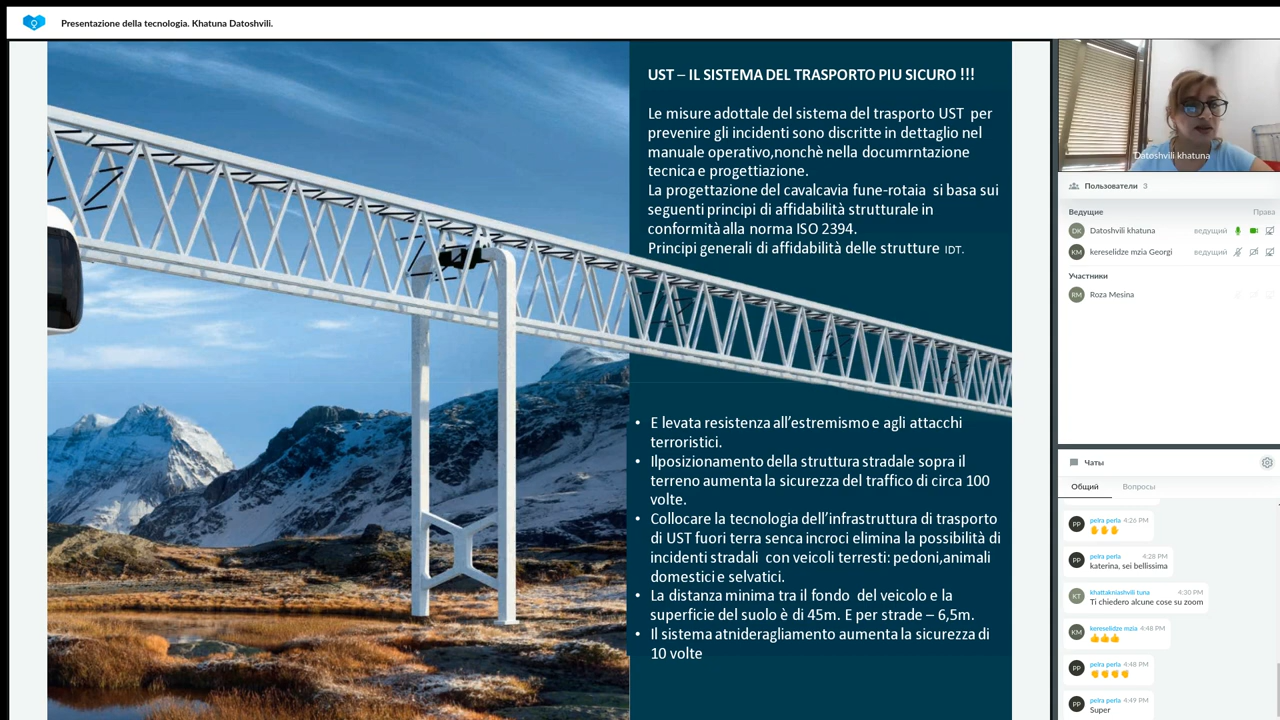 Presentazione della tecnologia. Khatuna Datoshvili.
UST – IL SISTEMA DEL TRASPORTO PIU SICURO !!!
Le misure adottale del sistema del trasporto UST per
prevenire gli incidenti sono discritte in dettaglio nel
manuale operativo,nonchè nella documrntazione
tecnica e progettiazione.
La progettazione del cavalcavia fune-rotaia si basa sui
seguenti principi di affidabilità strutturale in
conformità alla norma ISO 2394.
Principi generali di affidabilità delle strutture IDT.
• E levata resistenza all’estremismo e agli attacchi
terroristici.
• Ilposizionamento della struttura stradale sopra il
terreno aumenta la sicurezza del traffico di circa 100
volte.
• Collocare la tecnologia dell’infrastruttura di trasporto
di UST fuori terra senca incroci elimina la possibilità di
incidenti stradali con veicoli terresti: pedoni,animali
domestici e selvatici.
• La distanza minima tra il fondo del veicolo e la
superficie del suolo è di 45m. E per strade – 6,5m.
• Il sistema atnideragliamento aumenta la sicurezza di
10 volte
Datoshvili khatuna
Пользователи 3
Ведущие Права
DK Datoshvili khatuna ведущий
KM kereselidze mzia Georgi ведущий
Участники
RM Roza Mesina
Чаты
Общий Вопросы
PP pelra perla 4:26 PM
PP pelra perla 4:28 PM
katerina, sei bellissima
KT khattakniashvili tuna 4:30 PM
Ti chiedero alcune cose su zoom
KM kereselidze mzia 4:48 PM
PP pelra perla 4:48 PM
PP pelra perla 4:49 PM
Super